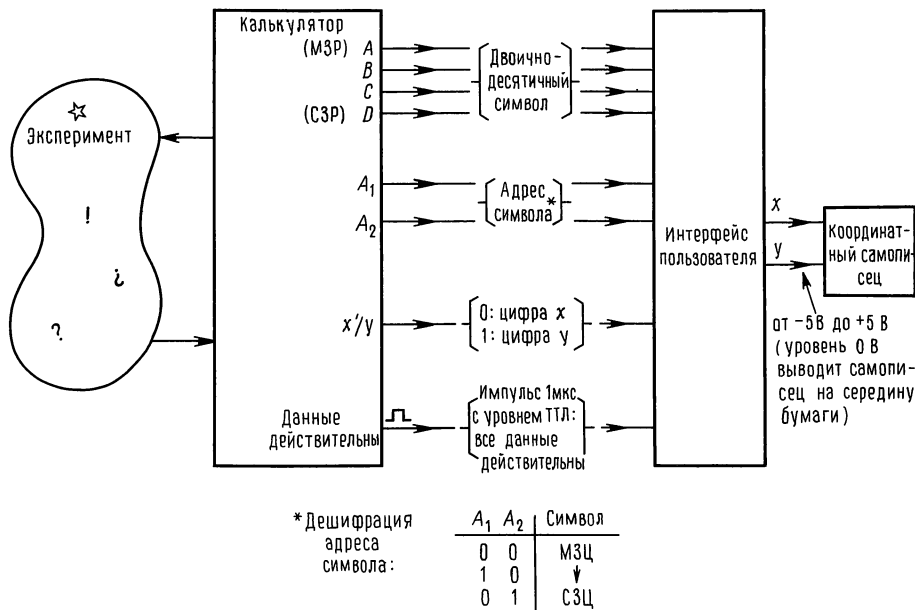 Калькулятор
(МЗР) A
B
C
(СЗР) D
Двоично-
десятичный
символ
☆
Эксперимент
!
¿
?
A₁
A₂
Адрес
символа*
x'/y
0: цифра x
1: цифра y
Данные
действительны
Импульс 1мкс
с уровнем ТТЛ:
все данные
действительны
Интерфейс
пользователя
x
y
Координат-
ный самопи-
сец
от −5В до +5 В
(уровень 0 В
выводит самопи-
сец на середину
бумаги)
*Дешифрация
адреса
символа:
A₁ A₂ Символ
0 0 МЗЦ
1 0 ↓
0 1 СЗЦ